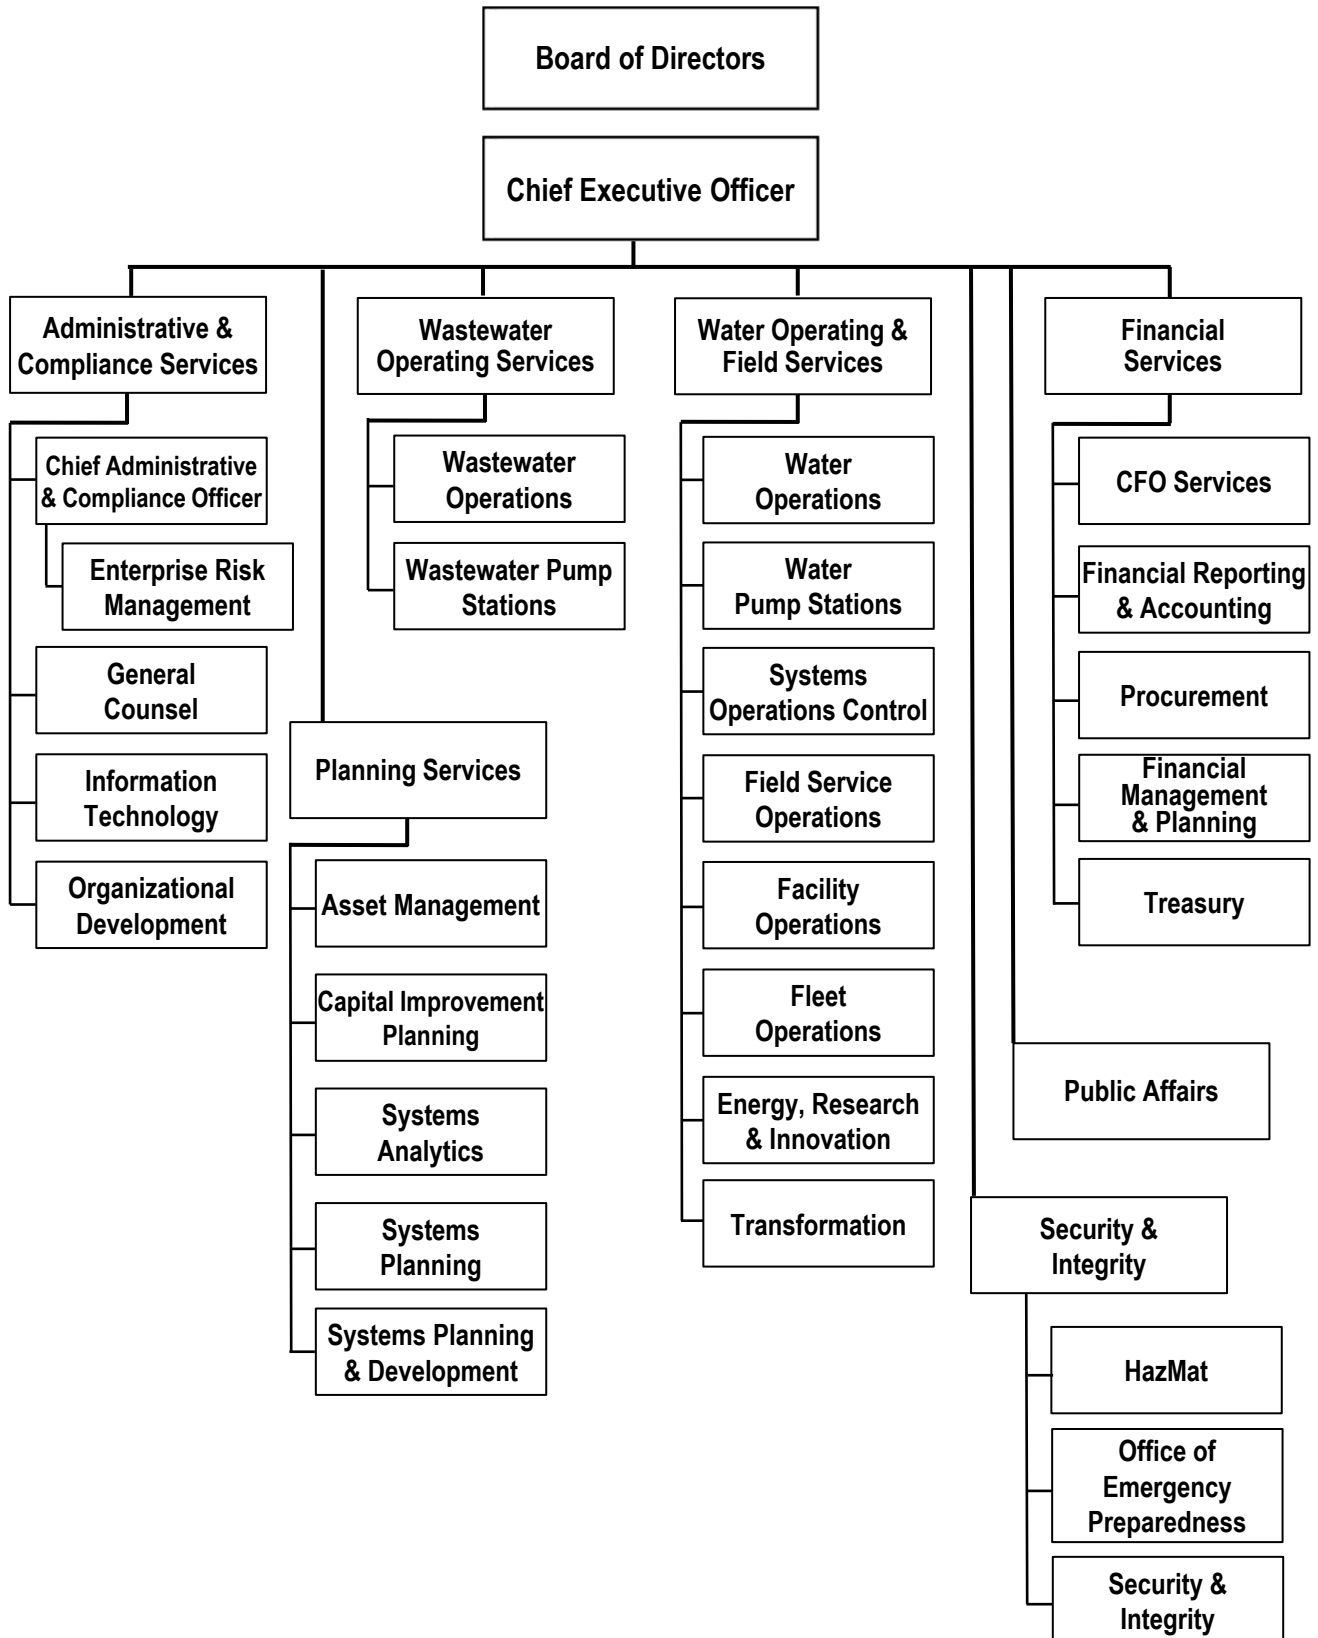 Board of Directors
Chief Executive Officer
Administrative &
Compliance Services
Chief Administrative
& Compliance Officer
Enterprise Risk
Management
General
Counsel
Information
Technology
Organizational
Development
Planning Services
Asset Management
Capital Improvement
Planning
Systems
Analytics
Systems
Planning
Systems Planning
& Development
Wastewater
Operating Services
Wastewater
Operations
Wastewater Pump
Stations
Water Operating &
Field Services
Water
Operations
Water
Pump Stations
Systems
Operations Control
Field Service
Operations
Facility
Operations
Fleet
Operations
Energy, Research
& Innovation
Transformation
Financial
Services
CFO Services
Financial Reporting
& Accounting
Procurement
Financial
Management
& Planning
Treasury
Public Affairs
Security &
Integrity
HazMat
Office of
Emergency
Preparedness
Security &
Integrity